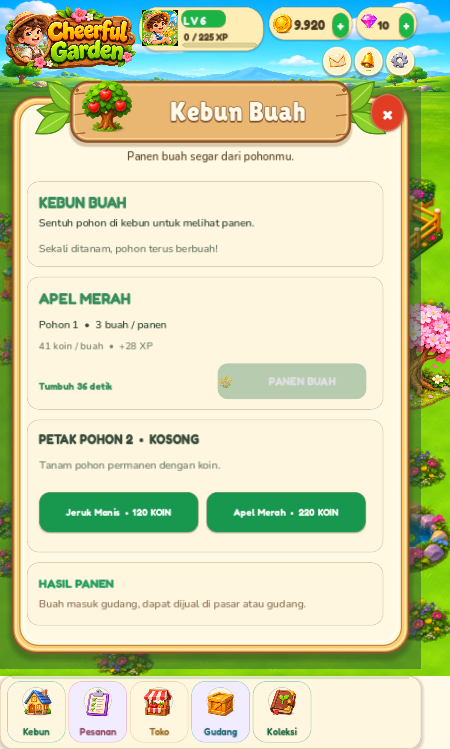 Cheerful
Garden
LV 6
0 / 225 XP
9.920
+
10
+
Kebun Buah
Panen buah segar dari pohonmu.
KEBUN BUAH
Sentuh pohon di kebun untuk melihat panen.
Sekali ditanam, pohon terus berbuah!
APEL MERAH
Pohon 1 • 3 buah / panen
41 koin / buah • +28 XP
Tumbuh 36 detik
PANEN BUAH
PETAK POHON 2 • KOSONG
Tanam pohon permanen dengan koin.
Jeruk Manis • 120 KOIN
Apel Merah • 220 KOIN
HASIL PANEN
Buah masuk gudang, dapat dijual di pasar atau gudang.
Kebun
Pesanan
Toko
Gudang
Koleksi